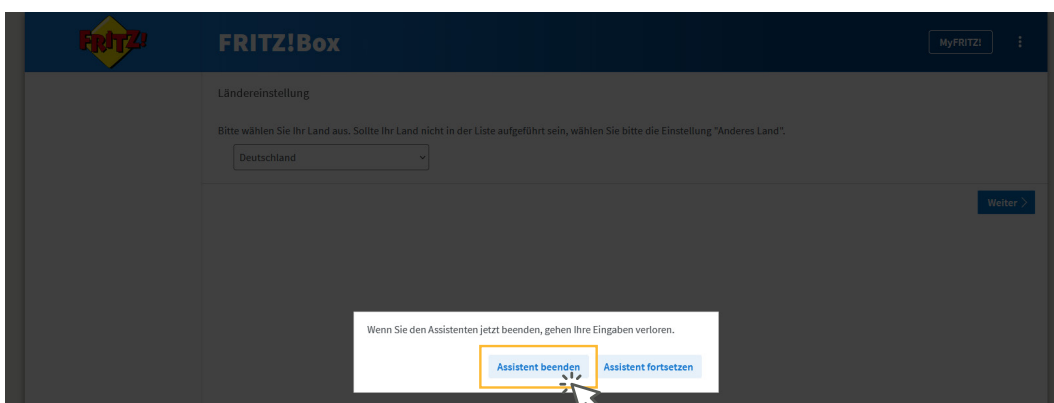 FRITZ!
FRITZ!Box
MyFRITZ!
Ländereinstellung
Bitte wählen Sie Ihr Land aus. Sollte Ihr Land nicht in der Liste aufgeführt sein, wählen Sie bitte die Einstellung "Anderes Land".
Deutschland
Weiter
Wenn Sie den Assistenten jetzt beenden, gehen Ihre Eingaben verloren.
Assistent beenden Assistent fortsetzen